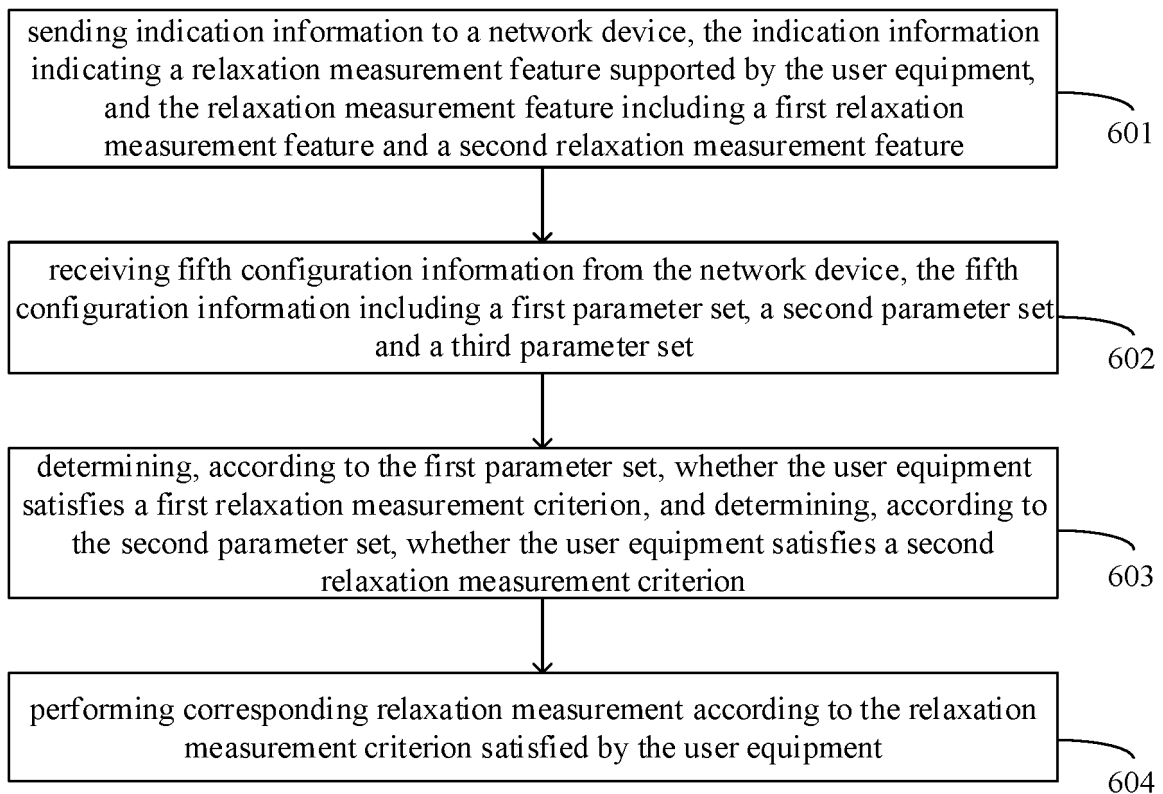 sending indication information to a network device, the indication information
indicating a relaxation measurement feature supported by the user equipment,
and the relaxation measurement feature including a first relaxation
measurement feature and a second relaxation measurement feature
601
receiving fifth configuration information from the network device, the fifth
configuration information including a first parameter set, a second parameter set
and a third parameter set
602
determining, according to the first parameter set, whether the user equipment
satisfies a first relaxation measurement criterion, and determining, according to
the second parameter set, whether the user equipment satisfies a second
relaxation measurement criterion
603
performing corresponding relaxation measurement according to the relaxation
measurement criterion satisfied by the user equipment
604